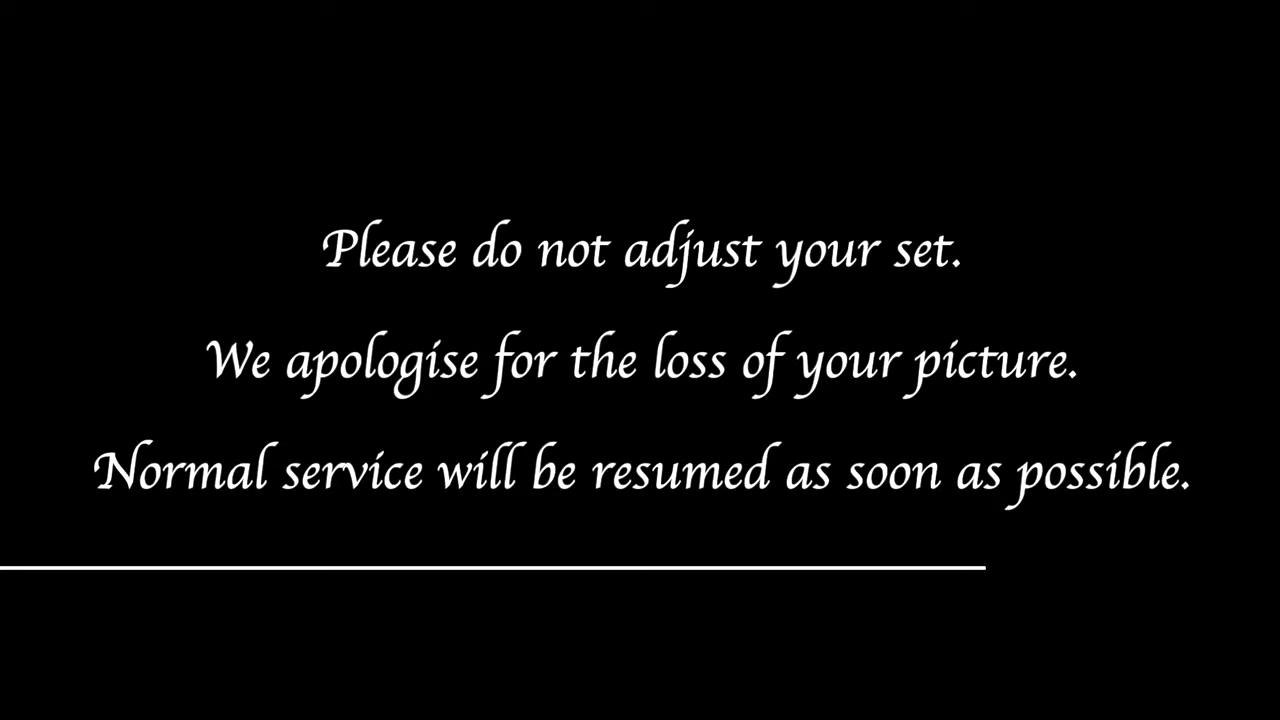 Please do not adjust your set.
We apologise for the loss of your picture.
Normal service will be resumed as soon as possible.